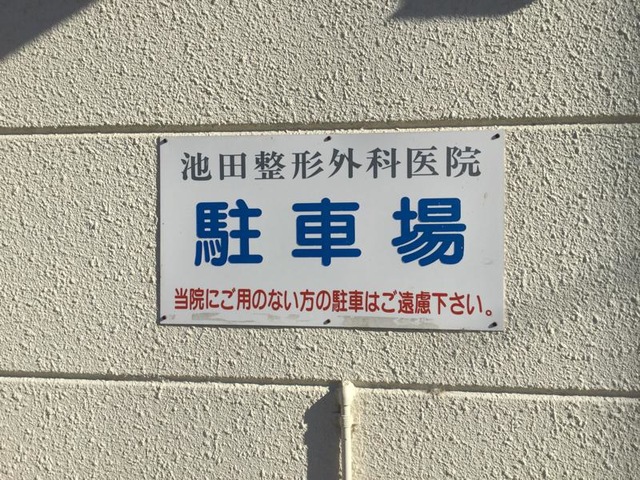 池田整形外科医院
駐車場
当院にご用のない方の駐車はご遠慮下さい。